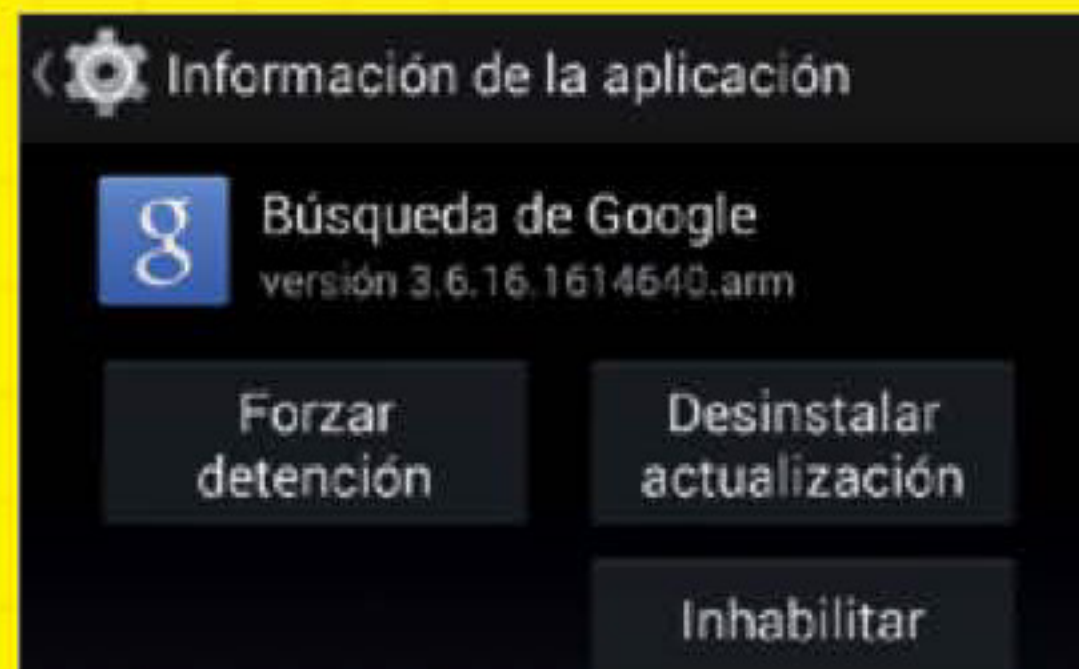 Información de la aplicación
g
Búsqueda de Google
versión 3.6.16.1614640.arm
Forzar
detención
Desinstalar
actualización
Inhabilitar